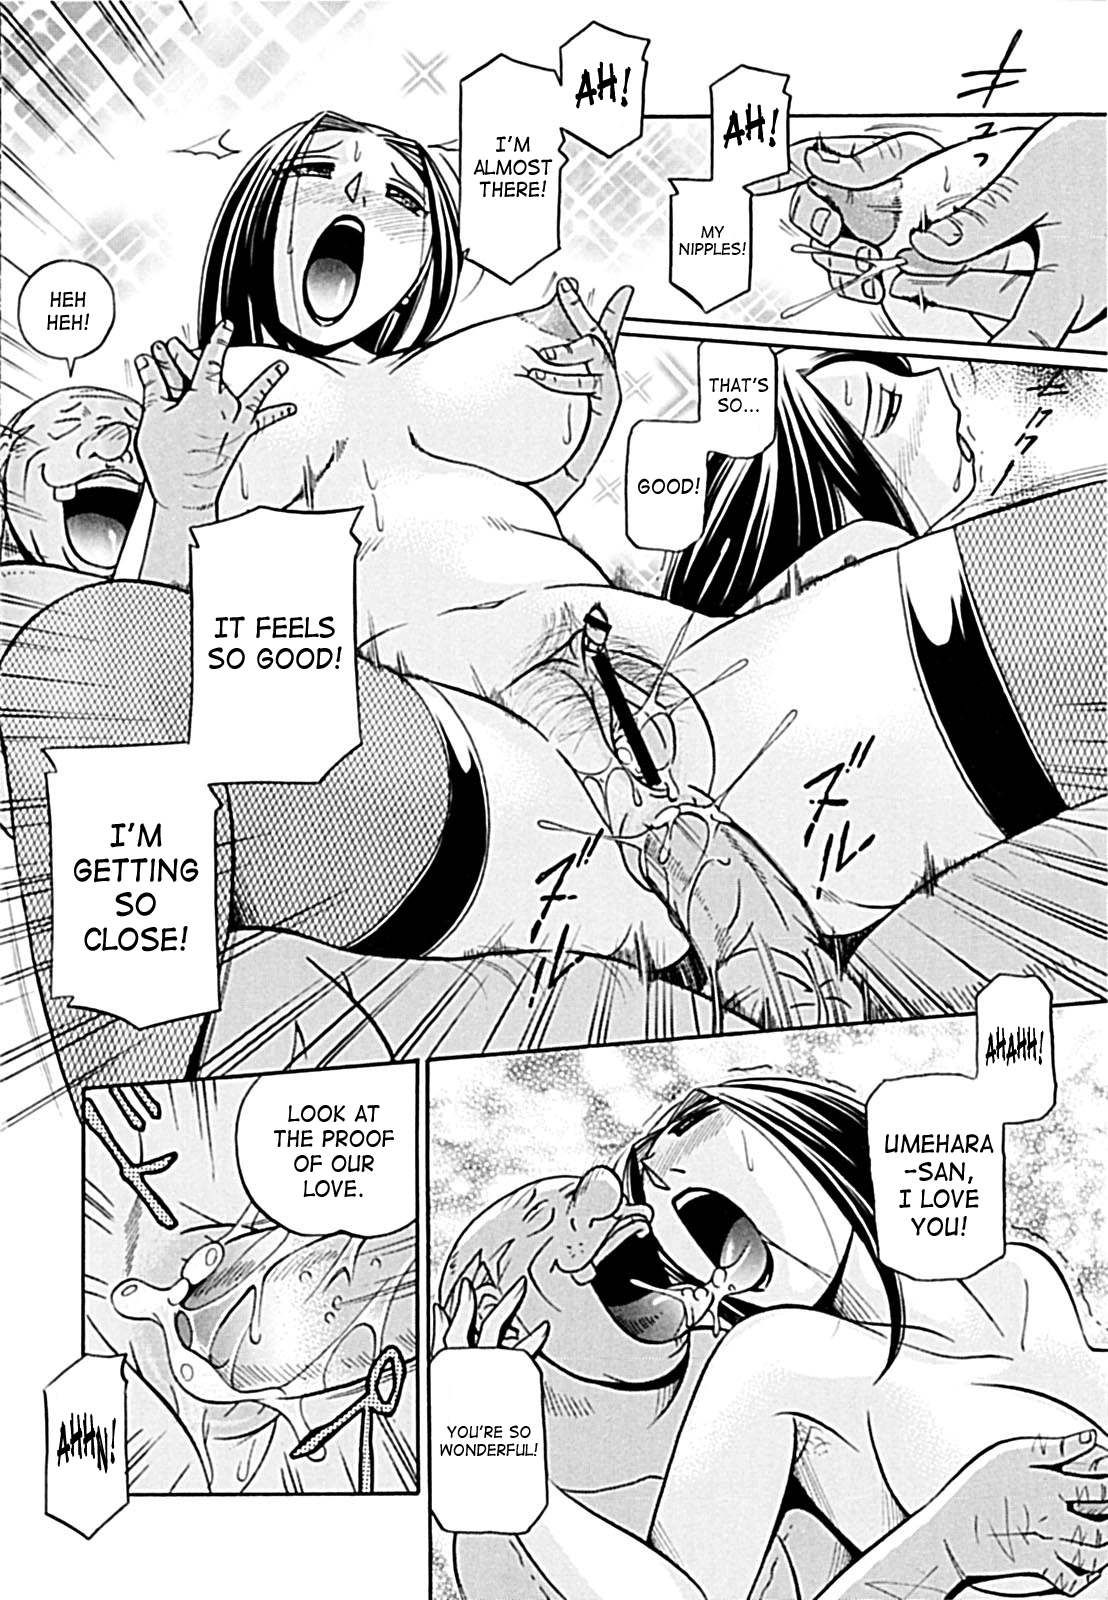 AH!
MY
NIPPLES!
AH!
I'M
ALMOST
THERE!
THAT'S
SO...
GOOD!
HEH
HEH!
IT FEELS
SO GOOD!
I'M
GETTING
SO
CLOSE!
AHAHH!
UMEHARA
-SAN,
I LOVE
YOU!
YOU'RE SO
WONDERFUL!
LOOK AT
THE PROOF
OF OUR
LOVE.
AHHN!